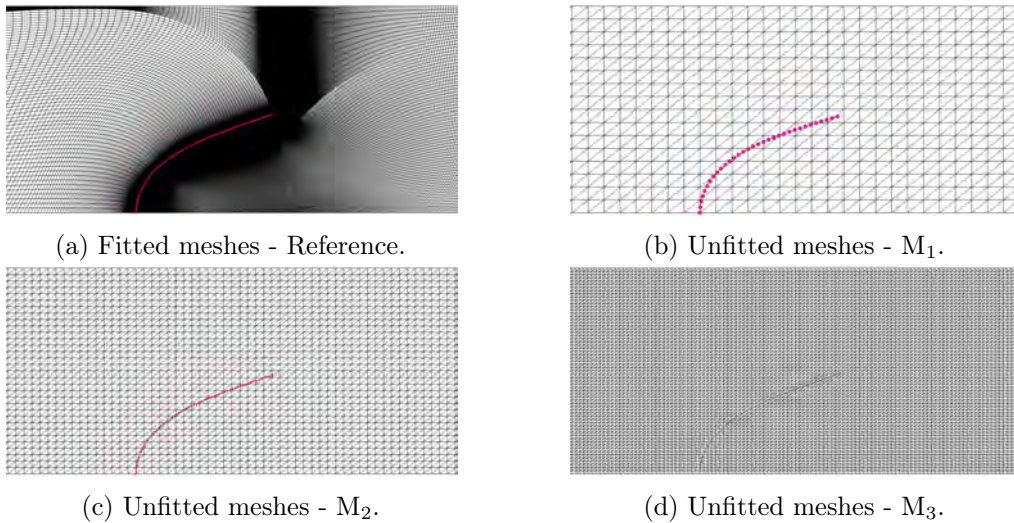 (a) Fitted meshes - Reference.
(b) Unfitted meshes - M₁.
(c) Unfitted meshes - M₂.
(d) Unfitted meshes - M₃.